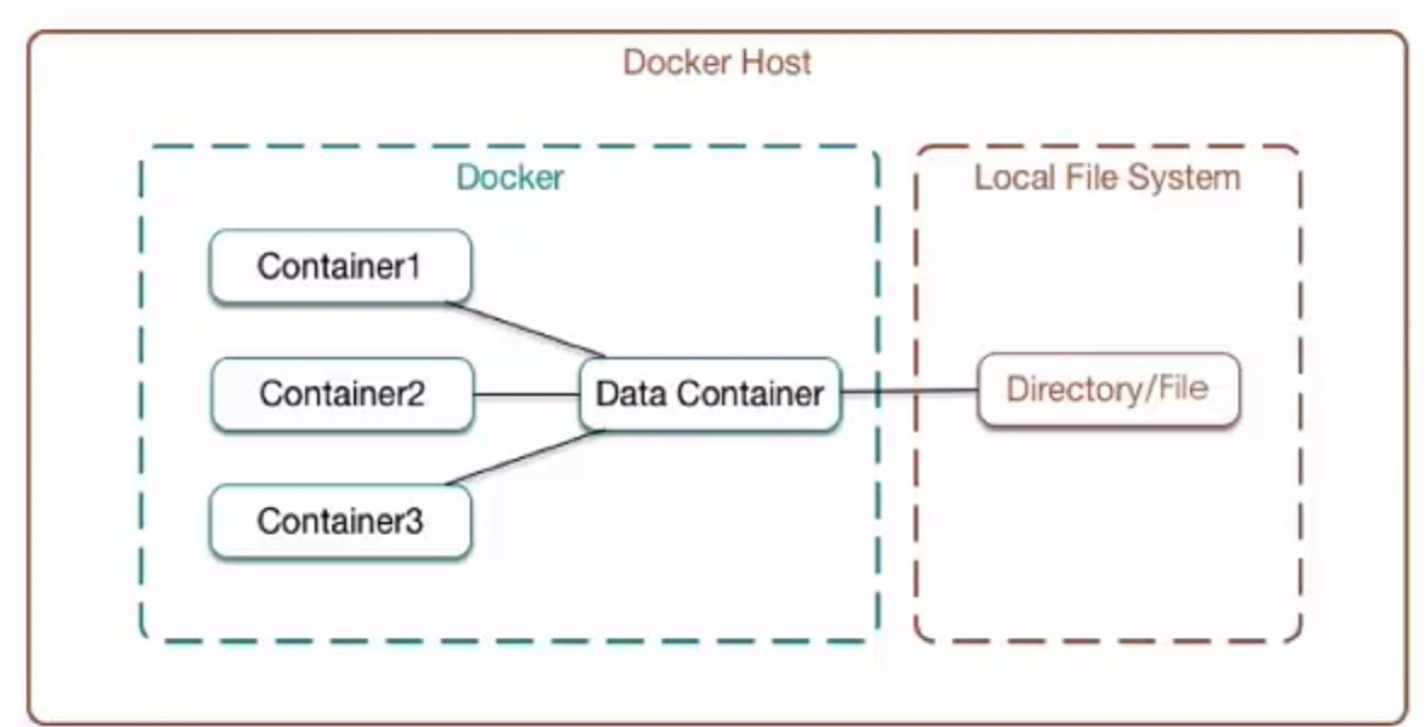 Docker Host
Docker
Local File System
Container1
Container2
Data Container
Directory/File
Container3